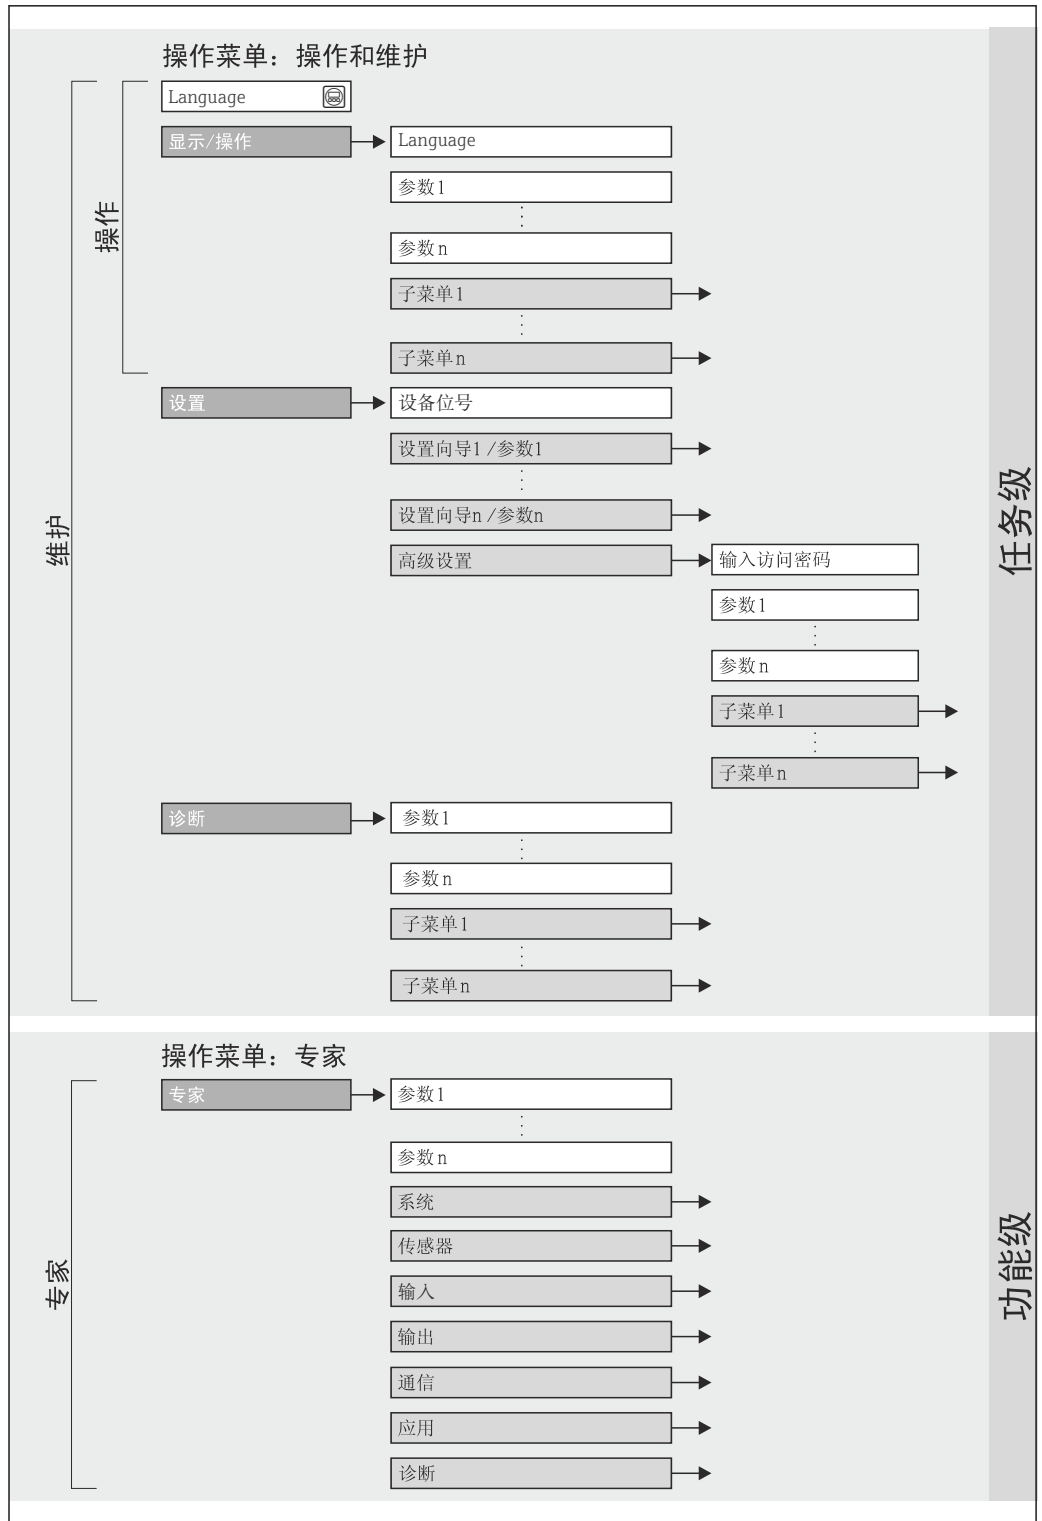 操作菜单：操作和维护
Language
显示/操作
Language
参数1
参数n
子菜单1
子菜单n
操作
设置
设备位号
设置向导1 /参数1
设置向导n /参数n
高级设置
输入访问密码
参数1
参数n
子菜单1
子菜单n
维护
诊断
参数1
参数n
子菜单1
子菜单n
任务级
操作菜单：专家
专家
参数1
参数n
系统
传感器
输入
输出
通信
应用
诊断
专家
功能级